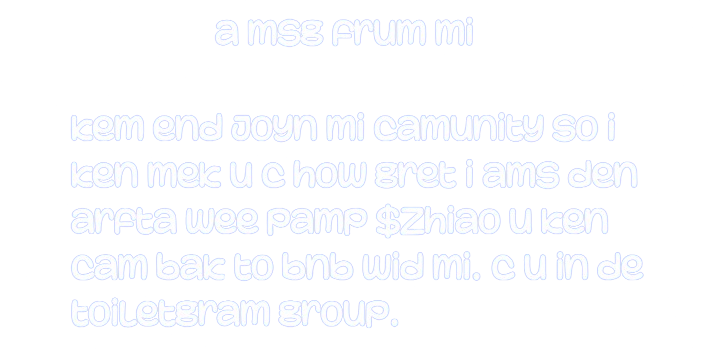 a msg frum mi
kem end joyn mi camunity so i
ken mek u c how gret i ams den
arfta wee pamp $Zhiao u ken
cam bak to bnb wid mi. c u in de
toiletgram group.